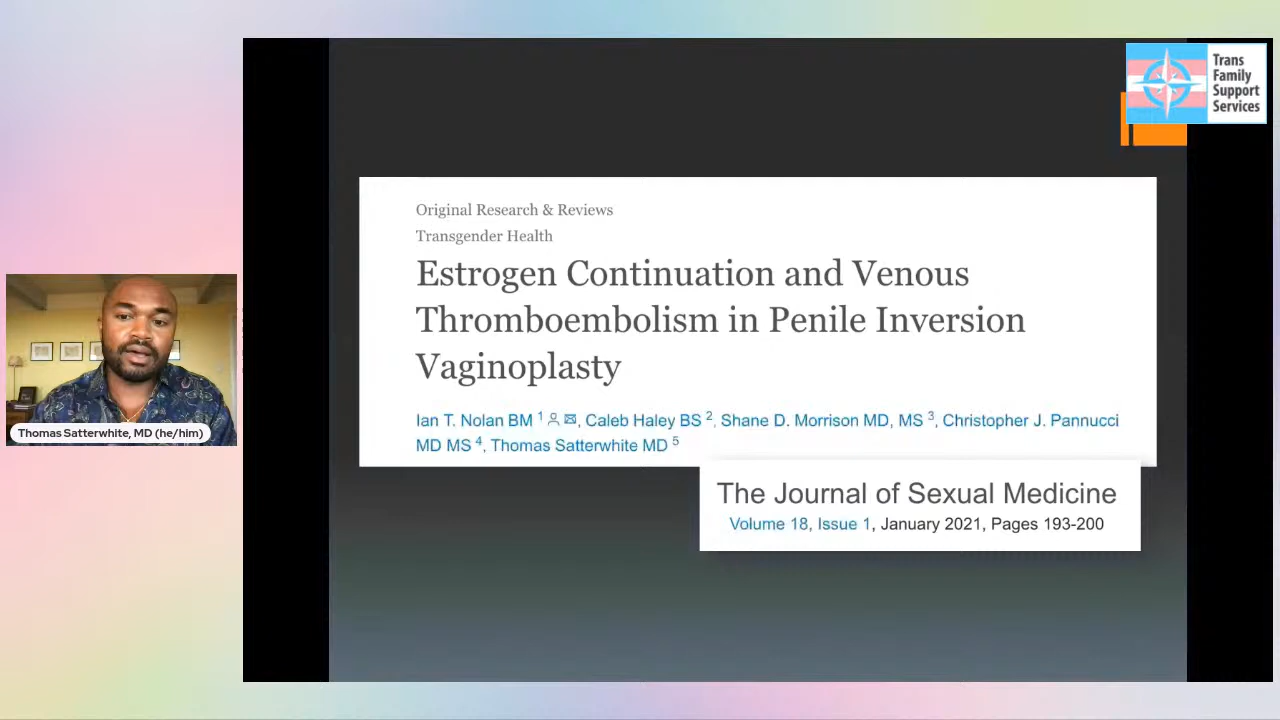 Trans
Family
Support
Services
Original Research & Reviews
Transgender Health
Estrogen Continuation and Venous
Thromboembolism in Penile Inversion
Vaginoplasty
Ian T. Nolan BM 1, Caleb Haley BS 2, Shane D. Morrison MD, MS 3, Christopher J. Pannucci
MD MS 4, Thomas Satterwhite MD 5
The Journal of Sexual Medicine
Volume 18, Issue 1, January 2021, Pages 193-200
Thomas Satterwhite, MD (he/him)